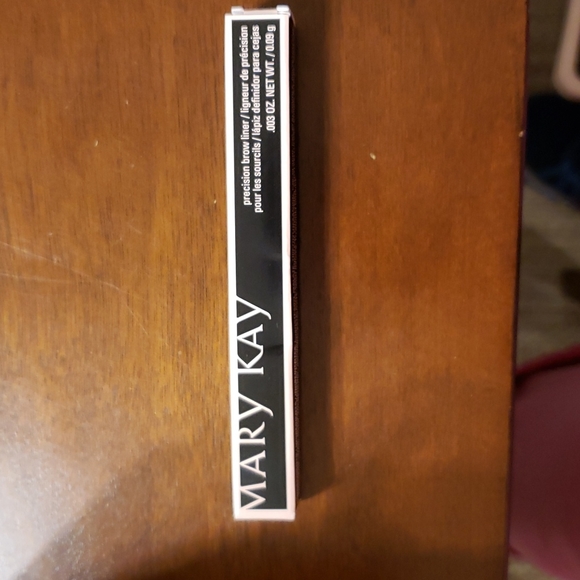 MARY KAY
precision brow liner / ligneur de précision
pour les sourcils / lápiz definidor para cejas
.003 OZ. NET WT. / 0.09 g